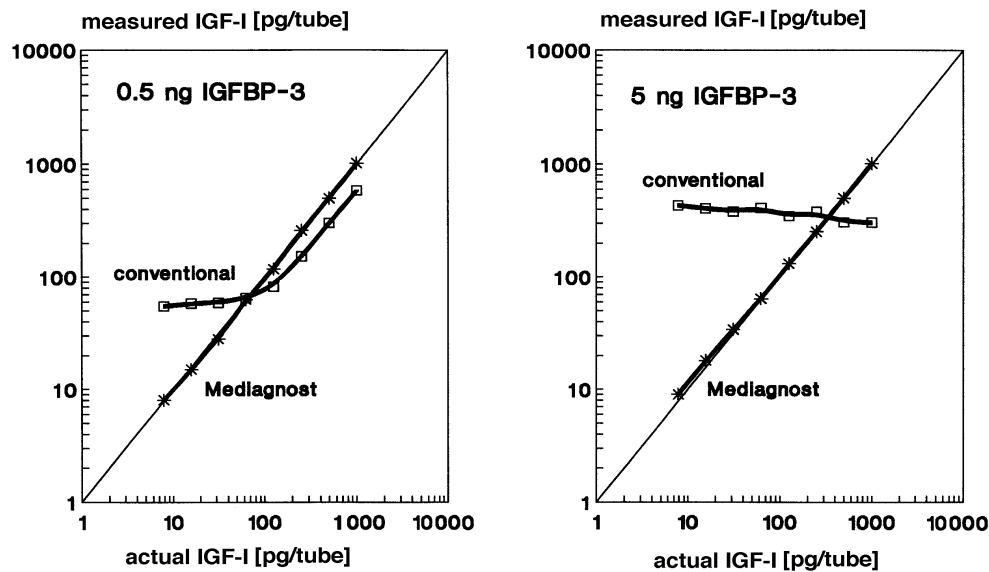 measured IGF-I [pg/tube]
10000
1000
100
10
1
0.5 ng IGFBP-3
conventional
Mediagnost
1
10
100
1000
10000
actual IGF-I [pg/tube]
measured IGF-I [pg/tube]
10000
1000
100
10
1
5 ng IGFBP-3
conventional
Mediagnost
1
10
100
1000
10000
actual IGF-I [pg/tube]